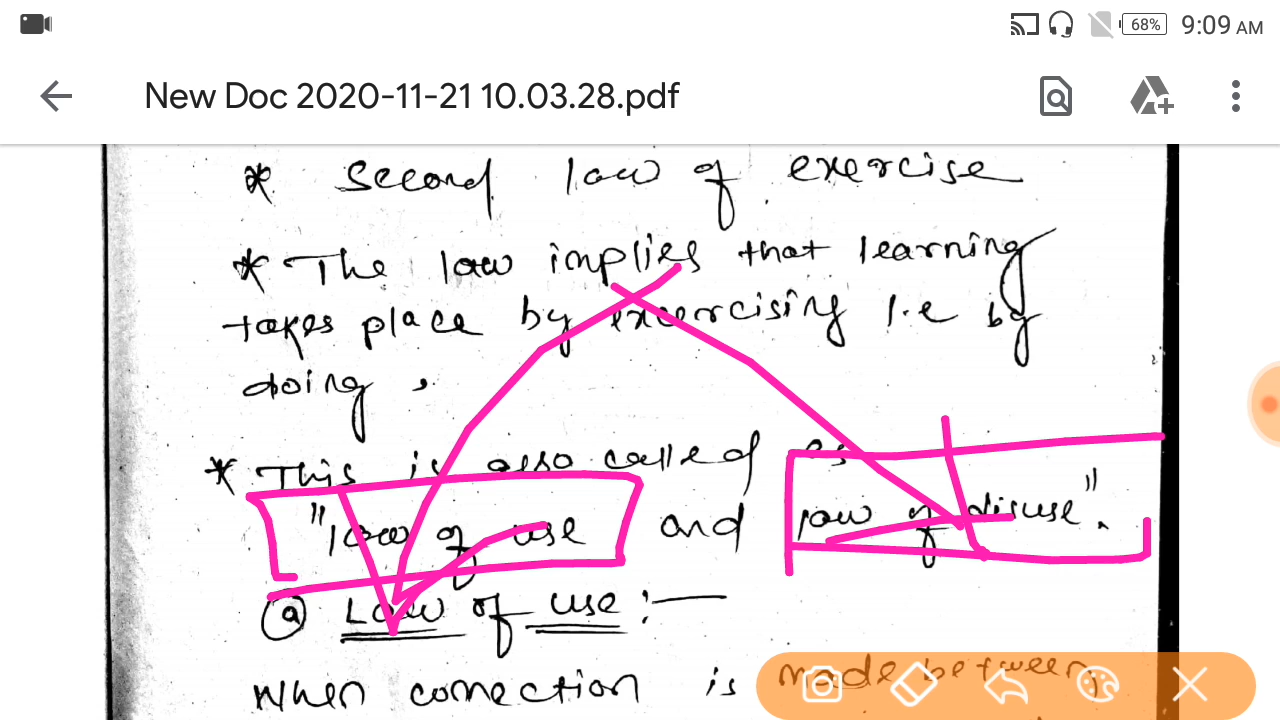 68% 9:09 AM
New Doc 2020-11-21 10.03.28.pdf
* Second law of exercise
* The law implies that learning
takes place by excercising I.e by
doing.
* This is also called as
"law of use and law of disuse".
(a) Law of use :—
When connection is made between